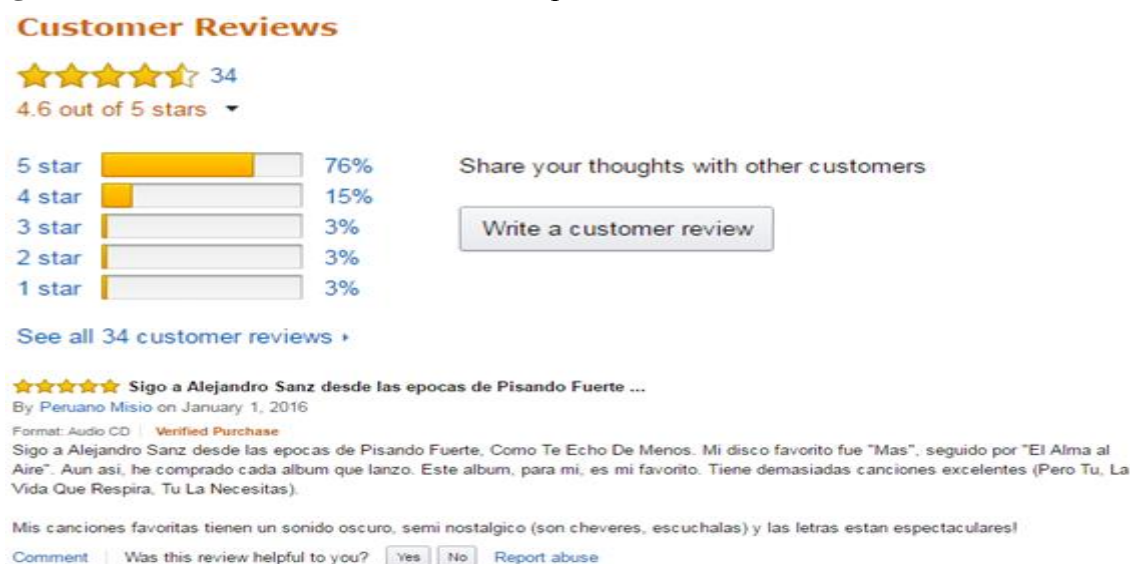 Customer Reviews
34
4.6 out of 5 stars
5 star 76% Share your thoughts with other customers
4 star 15%
3 star 3% Write a customer review
2 star 3%
1 star 3%
See all 34 customer reviews
Sigo a Alejandro Sanz desde las epocas de Pisando Fuerte ...
By Peruano Misio on January 1, 2016
Format: Audio CD | Verified Purchase
Sigo a Alejandro Sanz desde las epocas de Pisando Fuerte, Como Te Echo De Menos. Mi disco favorito fue "Mas", seguido por "El Alma al
Aire". Aun asi, he comprado cada album que lanzo. Este album, para mi, es mi favorito. Tiene demasiadas canciones excelentes (Pero Tu, La
Vida Que Respira, Tu La Necesitas).
Mis canciones favoritas tienen un sonido oscuro, semi nostalgico (son cheveres, escuchalas) y las letras estan espectaculares!
Comment | Was this review helpful to you? Yes No Report abuse